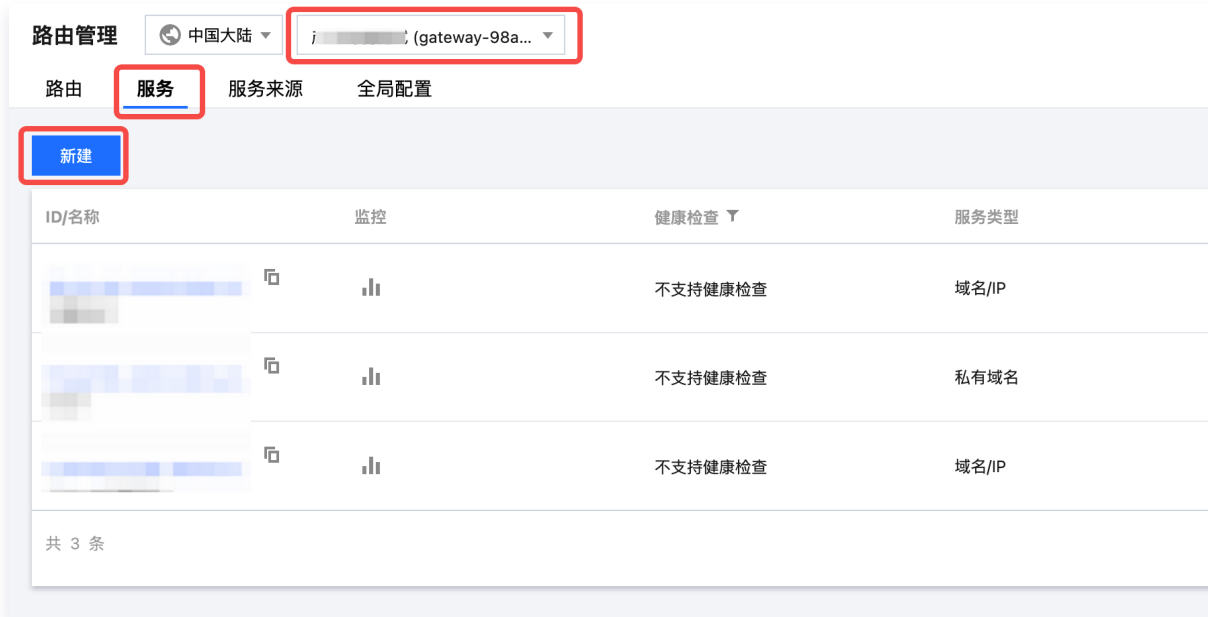 路由管理 中国大陆 (gateway-98a...
路由 服务 服务来源 全局配置
新建
ID/名称 监控 健康检查 服务类型
不支持健康检查 域名/IP
不支持健康检查 私有域名
不支持健康检查 域名/IP
共 3 条